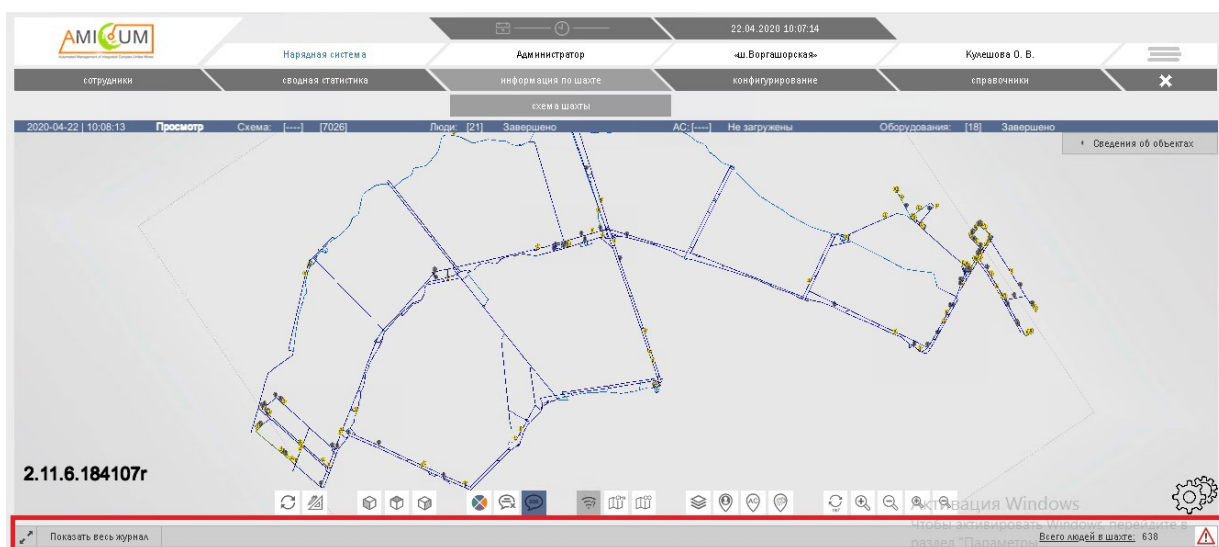 22.04.2020 10:07:14
AMICUM
Нарядная система Администратор «ш.Воргашорская» Кулешова О. В.
сотрудники сводная статистика информация по шахте конфигурирование справочники
схема шахты
2020-04-22 | 10:08:13 Просмотр Схема: [----] [7026] Люди: [21] Завершено АС:[----] Не загружены Оборудования: [18] Завершено
Сведения об объектах
2.11.6.184107r
Активация Windows
Чтобы активировать Windows, перейдите в
раздел "Параметры
Показать весь журнал Всего людей в шахте: 638